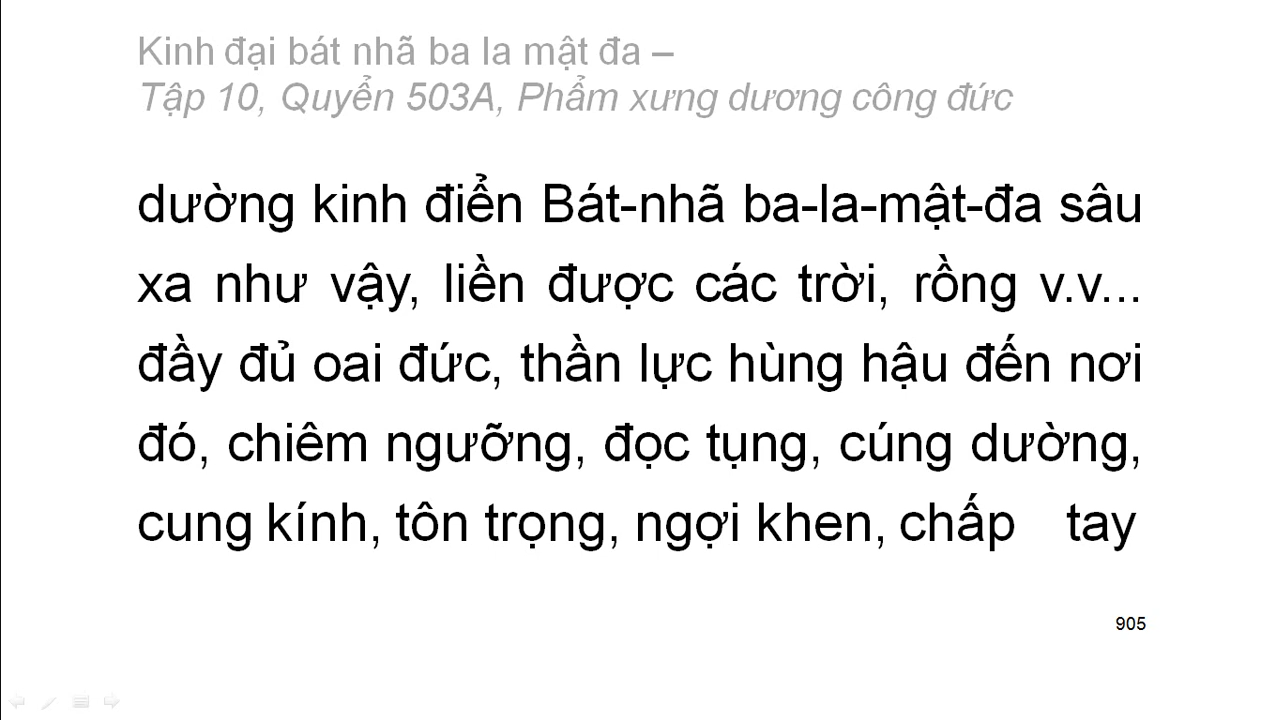 Kinh đại bát nhã ba la mật đa –
Tập 10, Quyển 503A, Phẩm xưng dương công đức
dường kinh điển Bát-nhã ba-la-mật-đa sâu
xa như vậy, liền được các trời, rồng v.v...
đầy đủ oai đức, thần lực hùng hậu đến nơi
đó, chiêm ngưỡng, đọc tụng, cúng dường,
cung kính, tôn trọng, ngợi khen, chấp tay
905